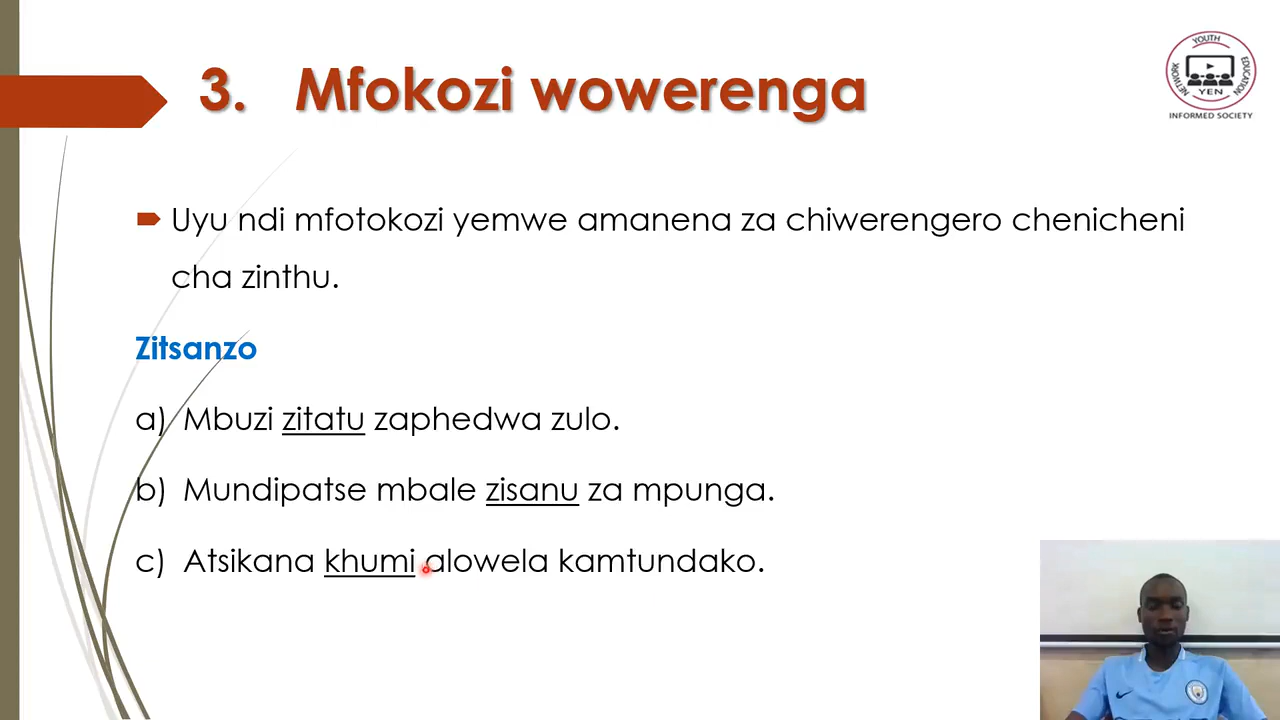 3. Mfokozi wowerenga
YOUTH EDUCATION NETWORK
YEN
INFORMED SOCIETY
Uyu ndi mfotokozi yemwe amanena za chiwerengero chenicheni
cha zinthu.
Zitsanzo
a) Mbuzi zitatu zaphedwa zulo.
b) Mundipatse mbale zisanu za mpunga.
c) Atsikana khumi alowela kamtundako.